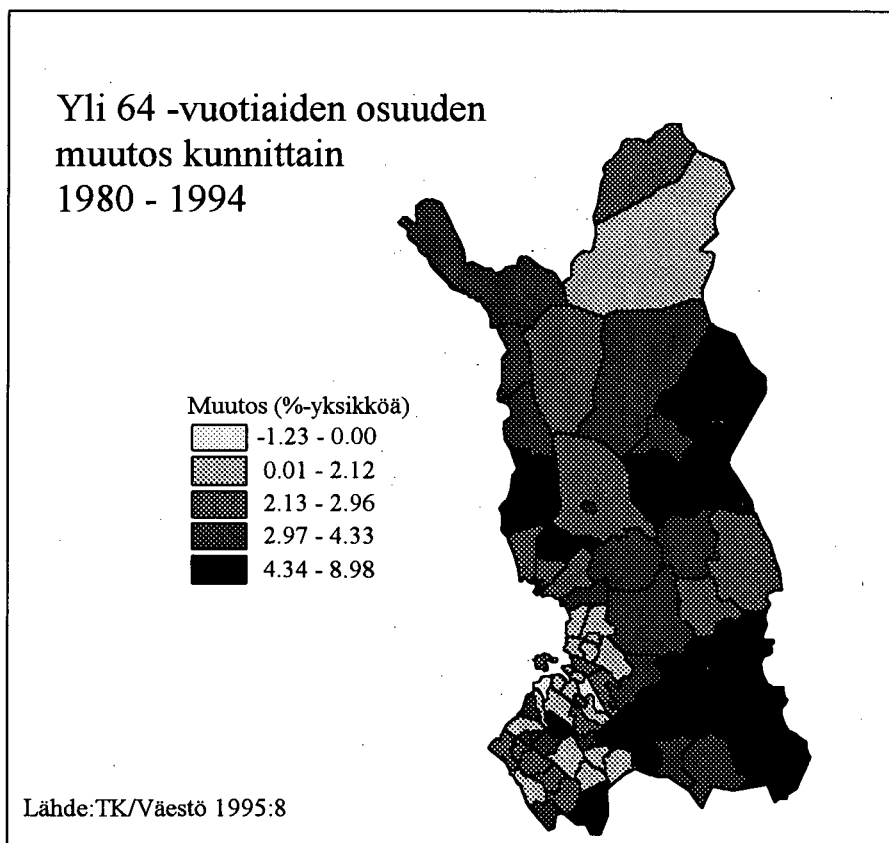 Yli 64 -vuotiaiden osuuden
muutos kunnittain
1980 - 1994
Muutos (%-yksikköä)
-1.23 - 0.00
0.01 - 2.12
2.13 - 2.96
2.97 - 4.33
4.34 - 8.98
Lähde:TK/Väestö 1995:8